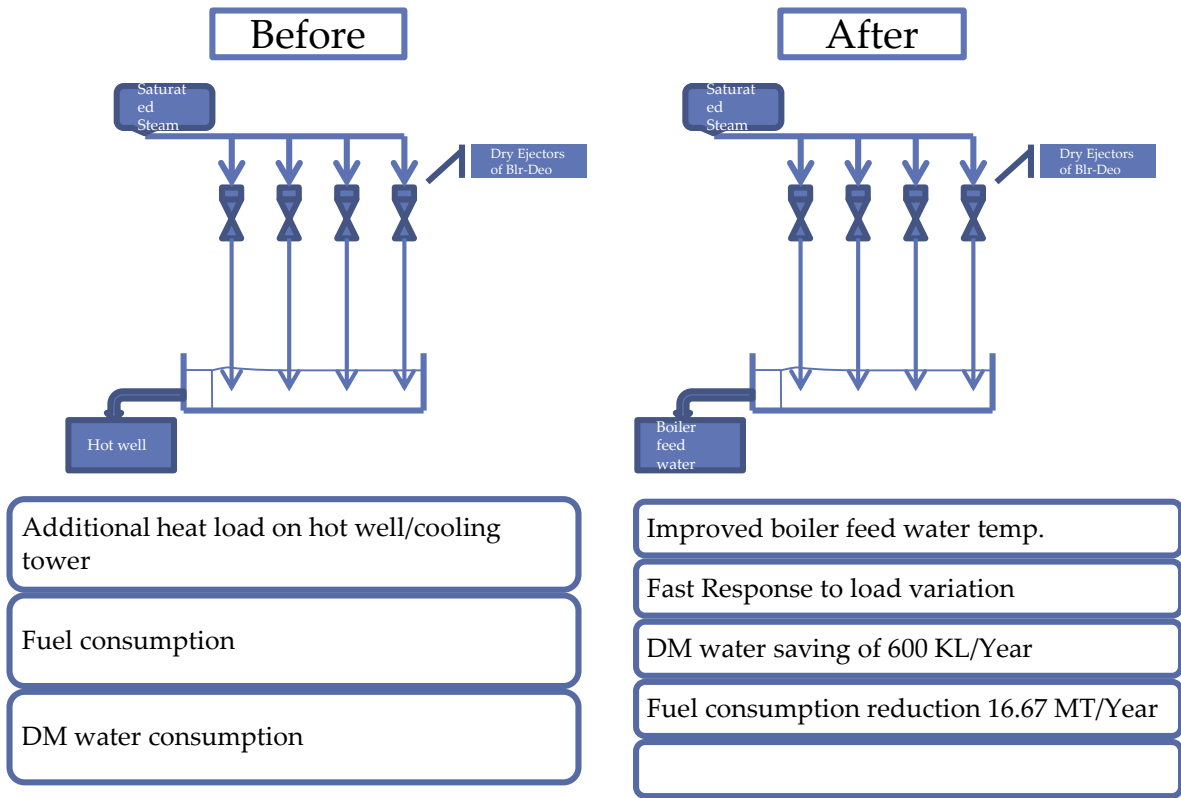 Before
After
Saturat
ed
Steam
Dry Ejectors
of Blr-Deo
Saturat
ed
Steam
Dry Ejectors
of Blr-Deo
Hot well
Boiler
feed
water
Additional heat load on hot well/cooling
tower
Fuel consumption
DM water consumption
Improved boiler feed water temp.
Fast Response to load variation
DM water saving of 600 KL/Year
Fuel consumption reduction 16.67 MT/Year